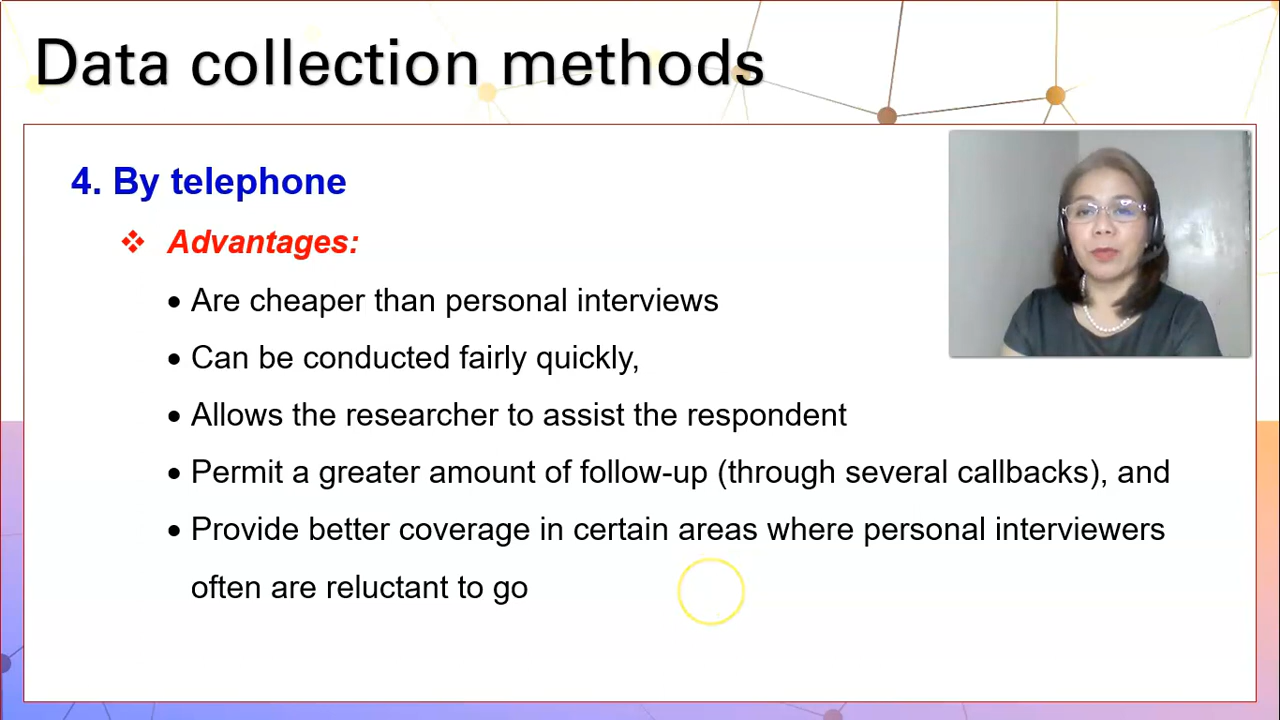 Data collection methods
4. By telephone
❖ Advantages:
• Are cheaper than personal interviews
• Can be conducted fairly quickly,
• Allows the researcher to assist the respondent
• Permit a greater amount of follow-up (through several callbacks), and
• Provide better coverage in certain areas where personal interviewers
often are reluctant to go